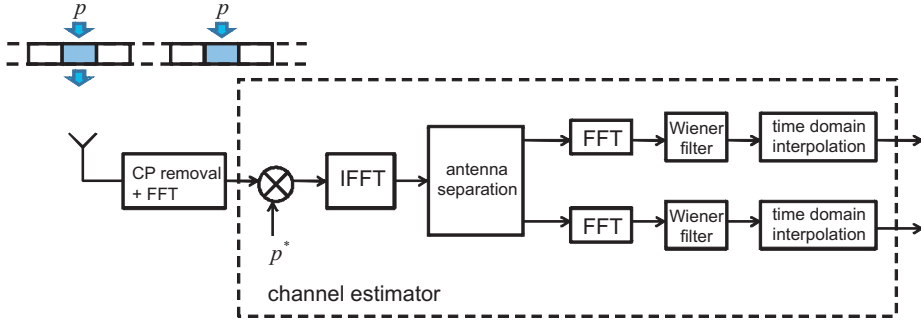 p
p
CP removal
+ FFT
p*
IFFT
antenna
separation
FFT
Wiener
filter
time domain
interpolation
FFT
Wiener
filter
time domain
interpolation
channel estimator